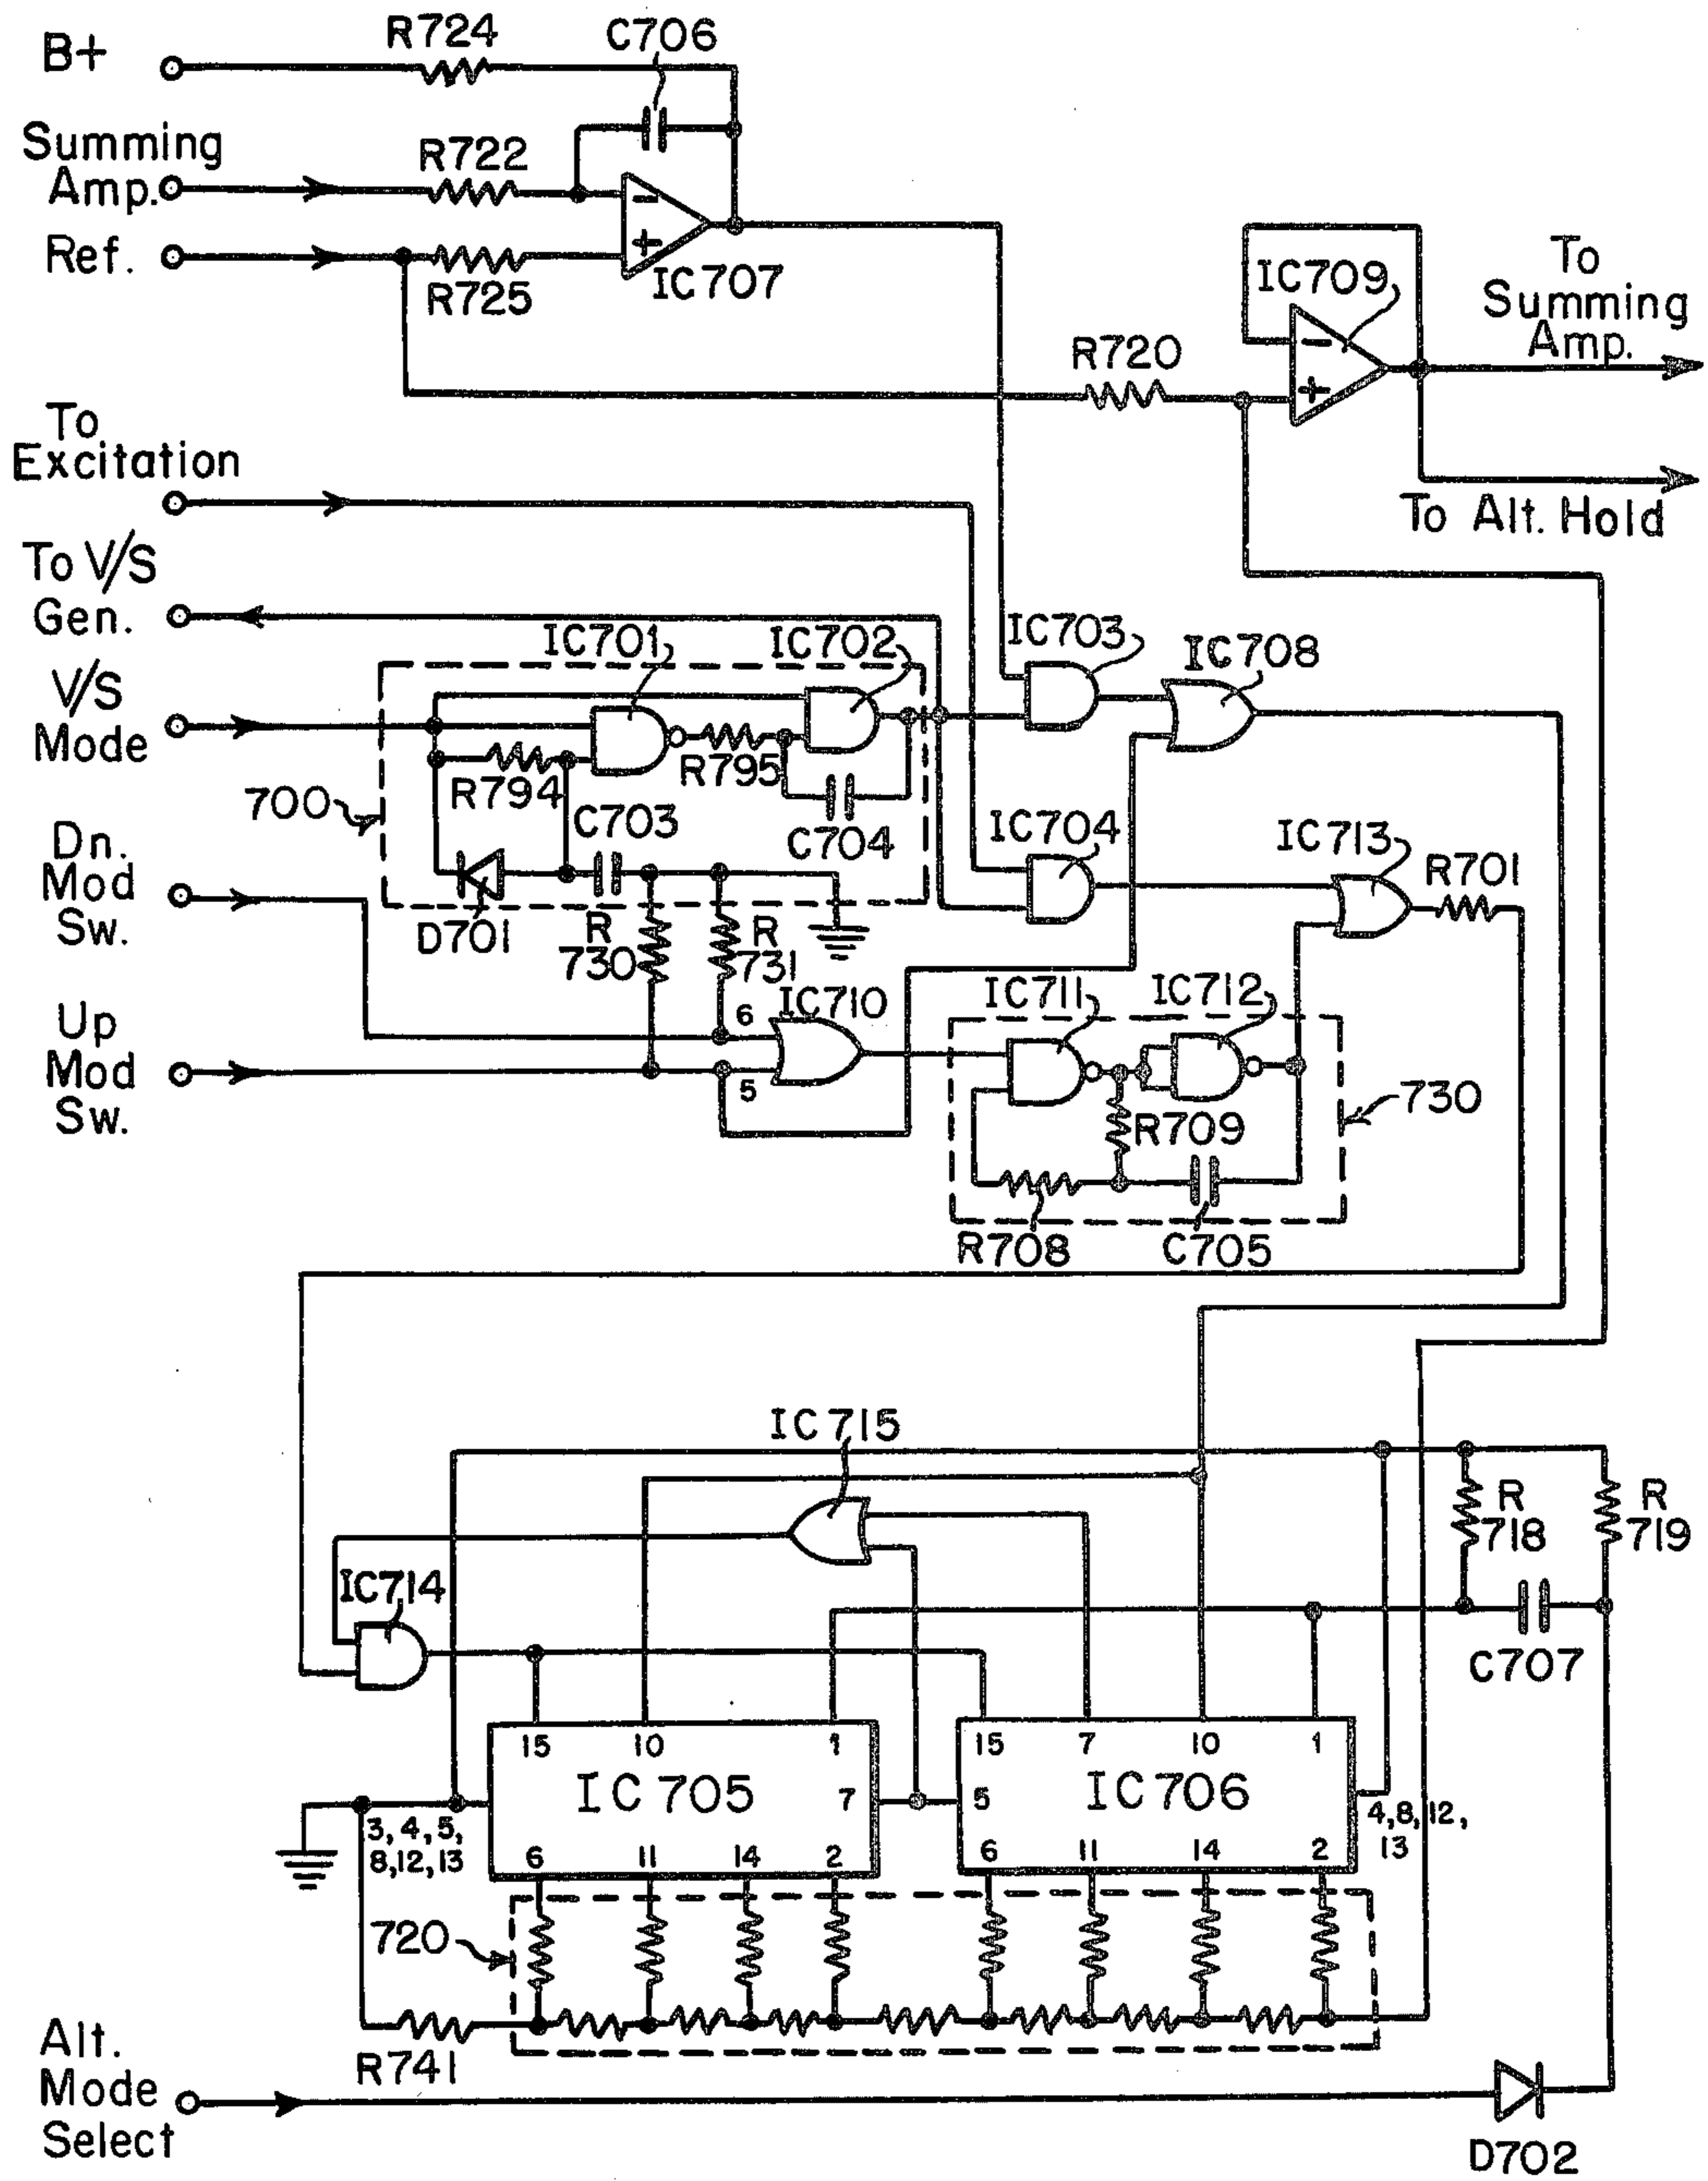 B+
R724
C706
Summing
Amp.
R722
Ref.
R725
IC707
IC709
To
Summing
Amp.
R720
To
Excitation
To Alt. Hold
To V/S
Gen.
IC701
IC702
IC703
IC708
V/S
Mode
R794
R795
700
C703
C704
IC704
IC713
R701
Dn.
Mod
Sw.
D701
R
730
R
731
6
IC710
IC711
IC712
Up
Mod
Sw.
5
R709
730
R708
C705
IC715
R
718
R
719
IC714
C707
15 10 1
IC 705
7
15 7 10 1
5
IC 706
3, 4, 5,
8,12,13
4,8,12,
13
6 11 14 2
6 11 14 2
720
R741
Alt.
Mode
Select
D702